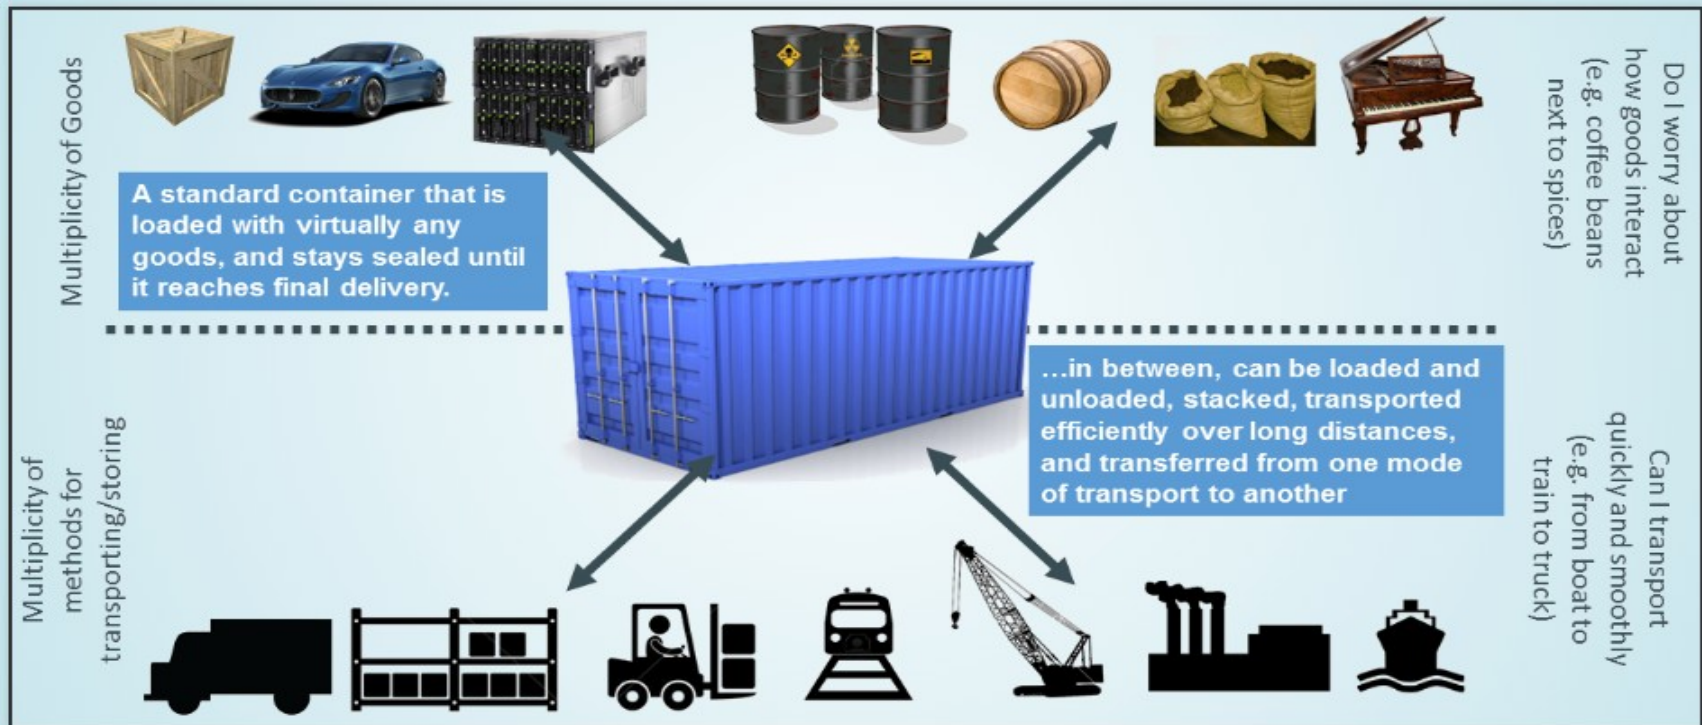 Multiplicity of Goods
A standard container that is
loaded with virtually any
goods, and stays sealed until
it reaches final delivery.
Do I worry about
how goods interact
(e.g. coffee beans
next to spices)
Multiplicity of
methods for
transporting/storing
...in between, can be loaded and
unloaded, stacked, transported
efficiently over long distances,
and transferred from one mode
of transport to another
Can I transport
quickly and smoothly
(e.g. from boat to
train to truck)